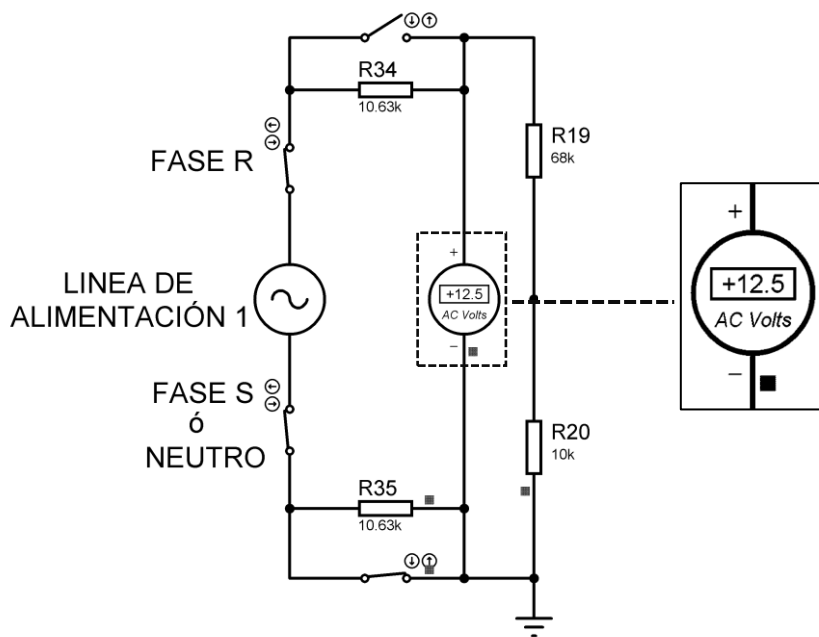 R34
10.63k
R19
68k
FASE R
+
+
LINEA DE
ALIMENTACIÓN 1
+12.5
AC Volts
+12.5
AC Volts
−
−
FASE S
ó
NEUTRO
R20
10k
R35
10.63k